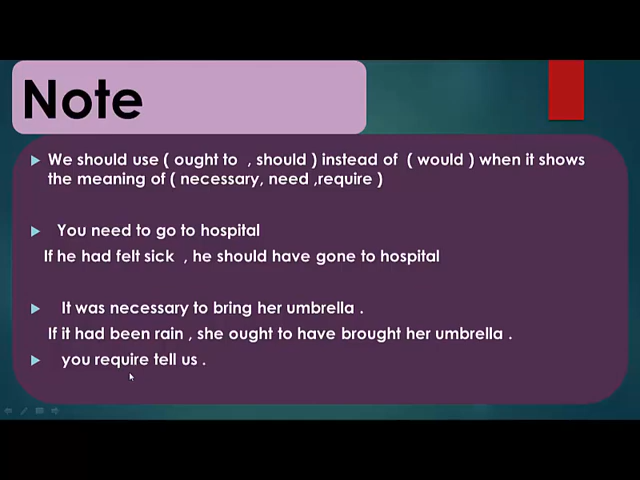 Note
We should use ( ought to , should ) instead of ( would ) when it shows
the meaning of ( necessary, need ,require )
You need to go to hospital
If he had felt sick , he should have gone to hospital
It was necessary to bring her umbrella .
If it had been rain , she ought to have brought her umbrella .
you require tell us .